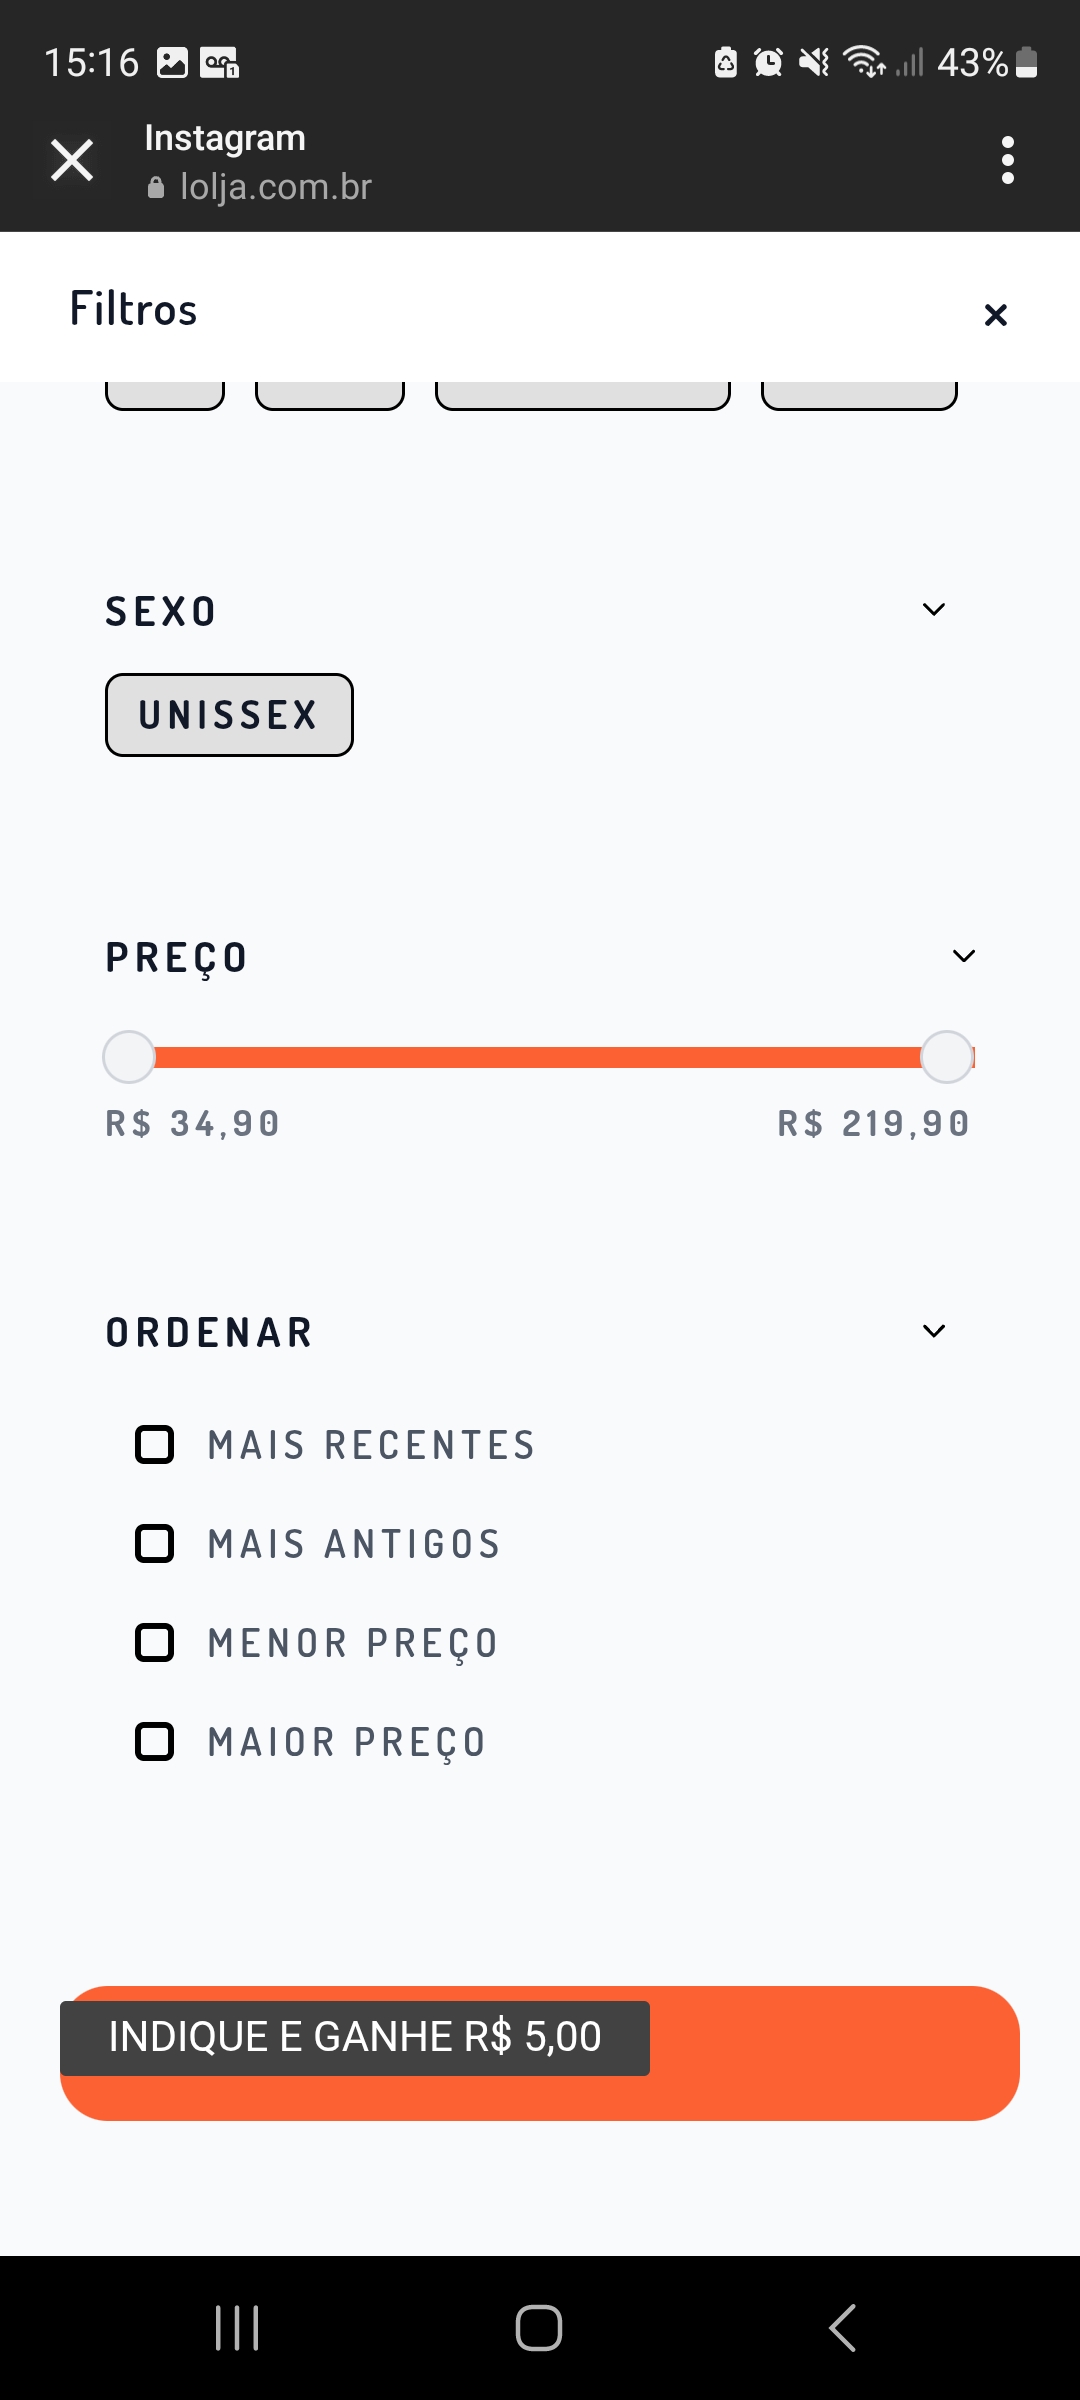 15:16
43%
Instagram
lolja.com.br
Filtros
SEXO
UNISSEX
PREÇO
R$ 34,90
R$ 219,90
ORDENAR
MAIS RECENTES
MAIS ANTIGOS
MENOR PREÇO
MAIOR PREÇO
INDIQUE E GANHE R$ 5,00